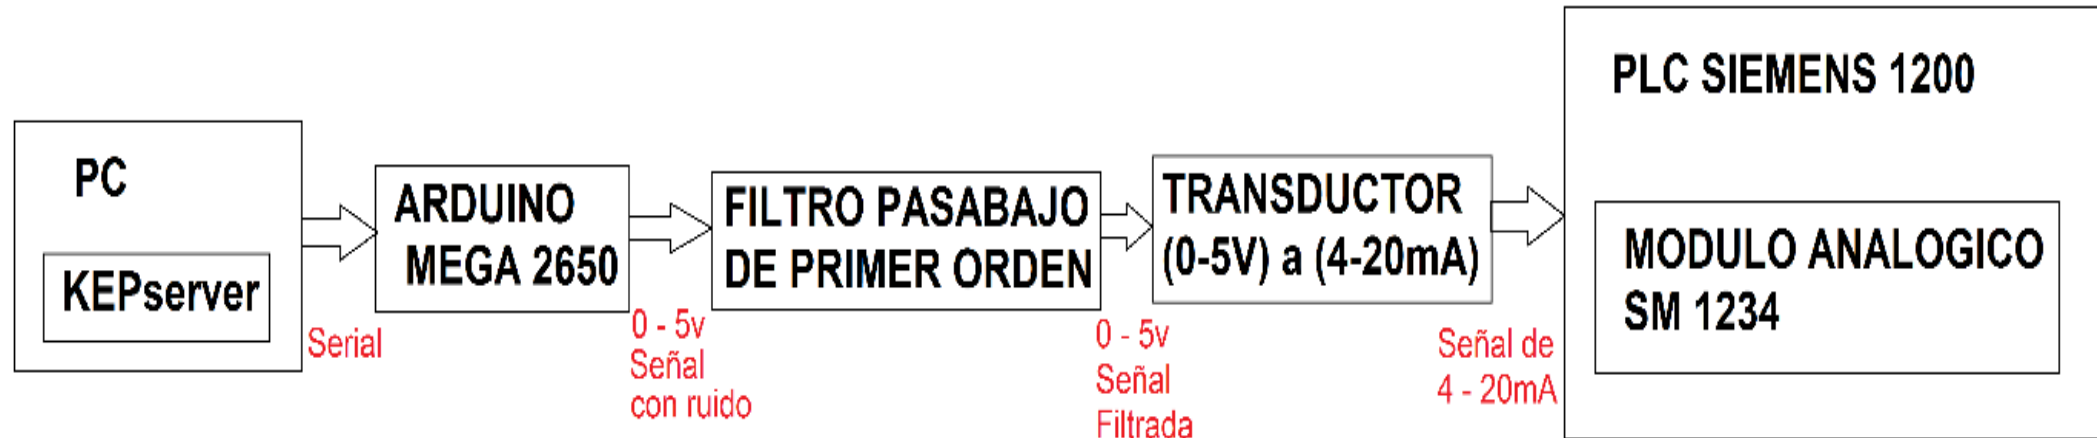 PC
KEPserver
Serial
ARDUINO
MEGA 2650
0 - 5v
Señal
con ruido
FILTRO PASABAJO
DE PRIMER ORDEN
0 - 5v
Señal
Filtrada
TRANSDUCTOR
(0-5V) a (4-20mA)
Señal de
4 - 20mA
PLC SIEMENS 1200
MODULO ANALOGICO
SM 1234